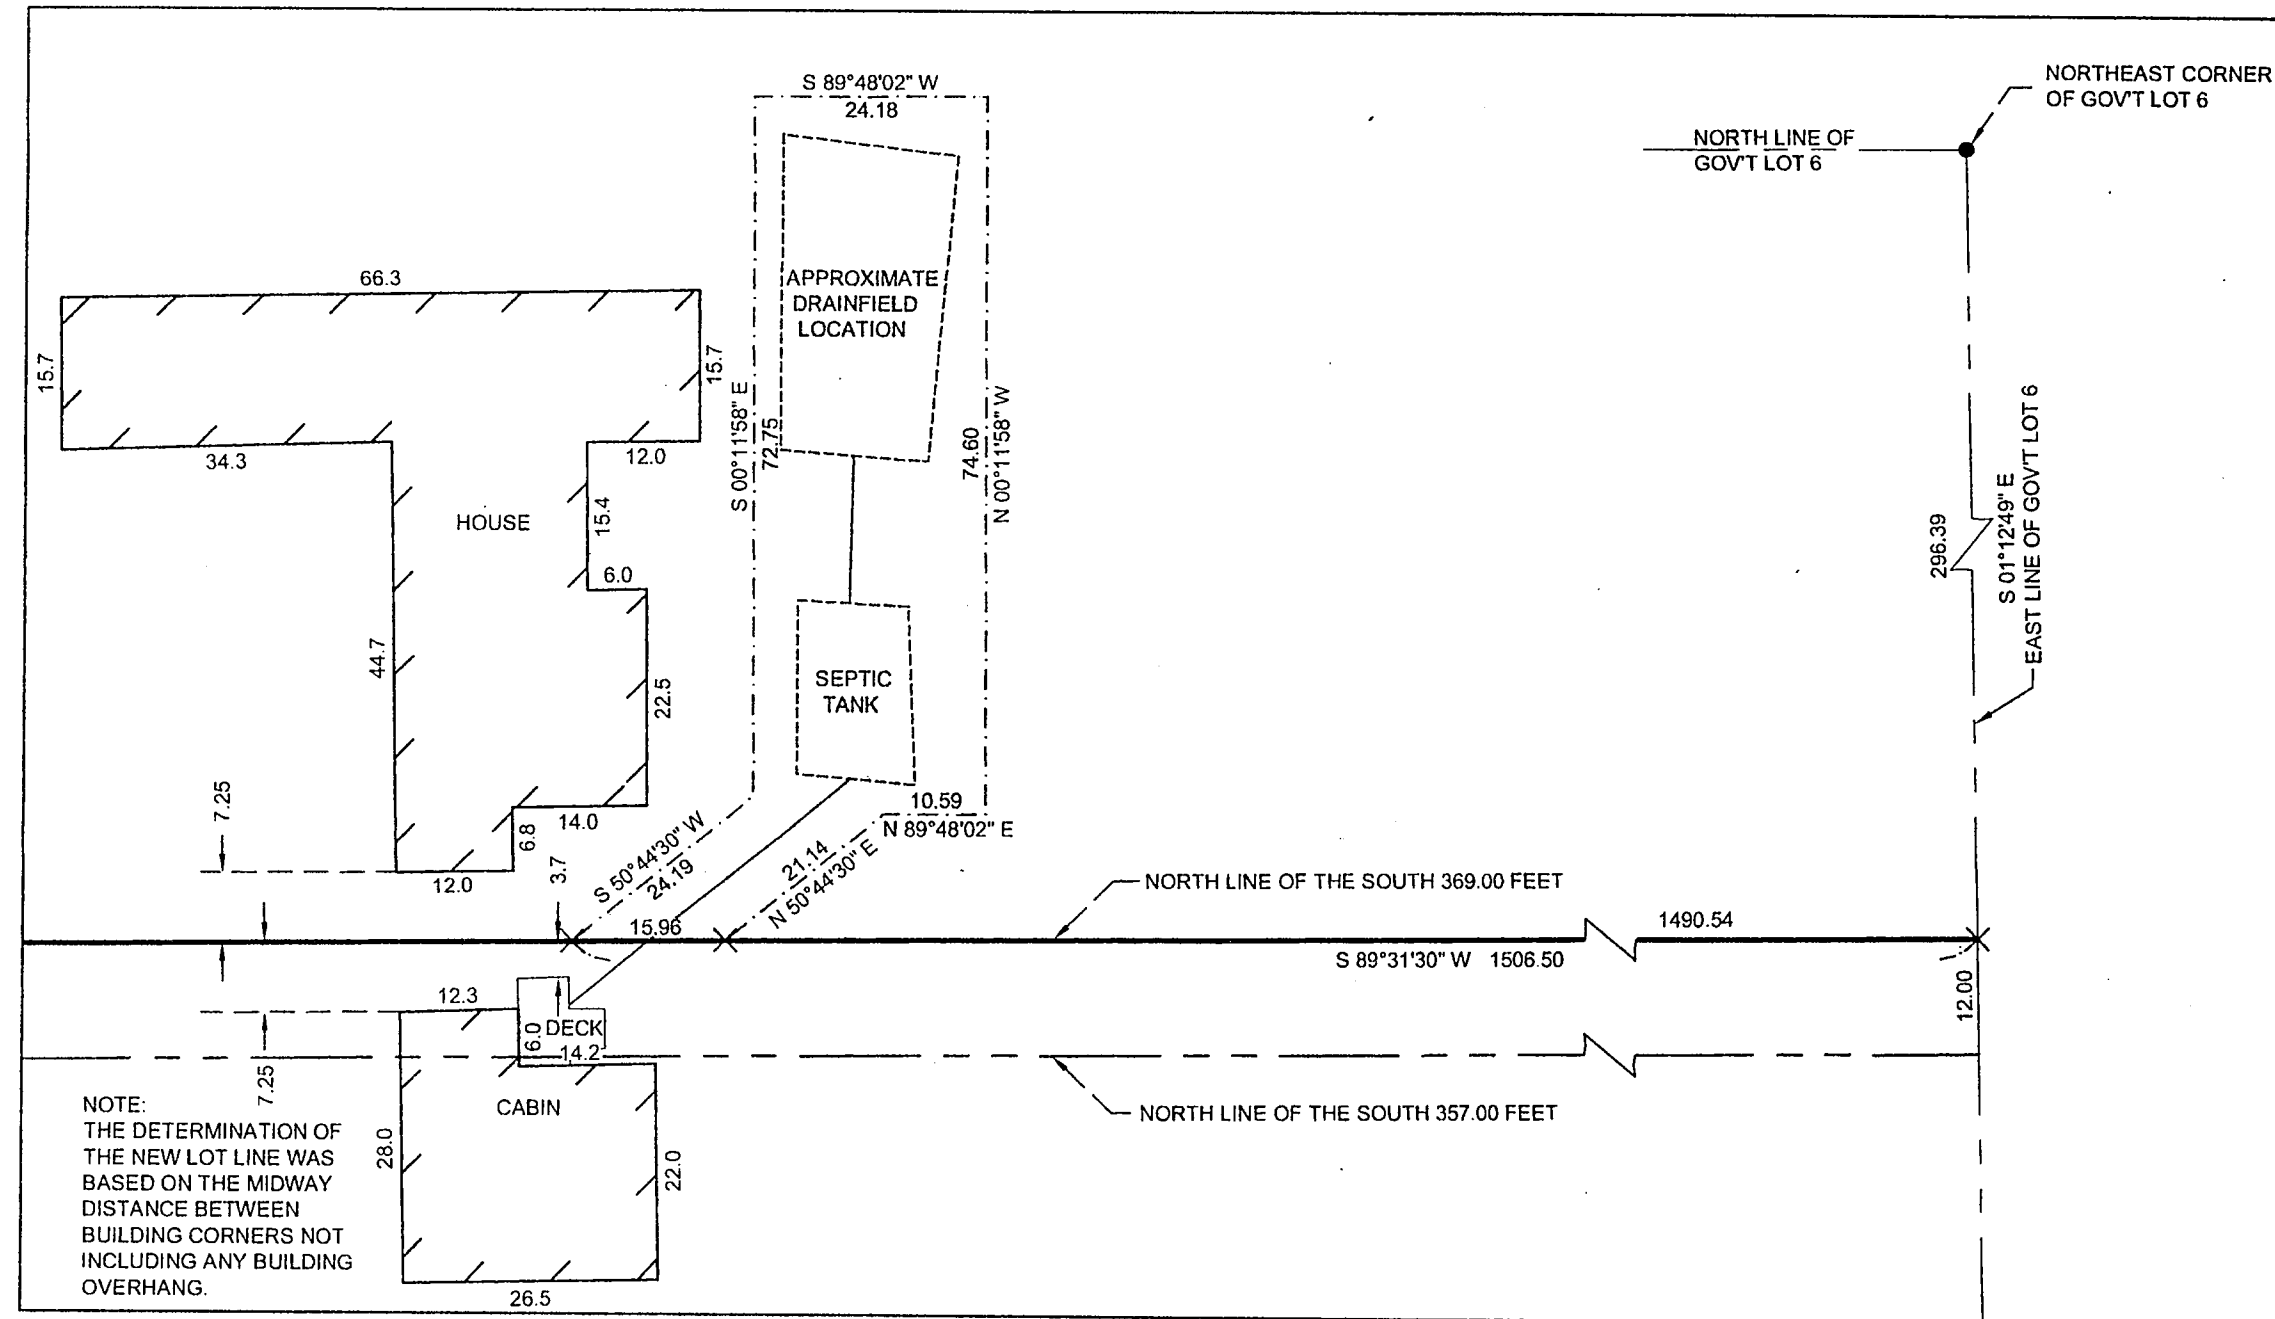 S 89°48'02" W
24.18
NORTHEAST CORNER
OF GOV'T LOT 6
NORTH LINE OF
GOV'T LOT 6
66.3
15.7
15.7
34.3
12.0
APPROXIMATE
DRAINFIELD
LOCATION
S 00°11'58" E
72.75
74.60
N 00°11'58" W
HOUSE
15.4
6.0
44.7
22.5
SEPTIC
TANK
296.39
S 01°12'49" E
EAST LINE OF GOV'T LOT 6
7.25
14.0
6.8
12.0
3.7
10.59
N 89°48'02" E
S 50°44'30" W
24.19
21.14
N 50°44'30" E
15.96
NORTH LINE OF THE SOUTH 369.00 FEET
1490.54
S 89°31'30" W 1506.50
12.00
12.3
6.0
DECK
14.2
7.25
CABIN
28.0
22.0
26.5
NORTH LINE OF THE SOUTH 357.00 FEET
NOTE:
THE DETERMINATION OF
THE NEW LOT LINE WAS
BASED ON THE MIDWAY
DISTANCE BETWEEN
BUILDING CORNERS NOT
INCLUDING ANY BUILDING
OVERHANG.